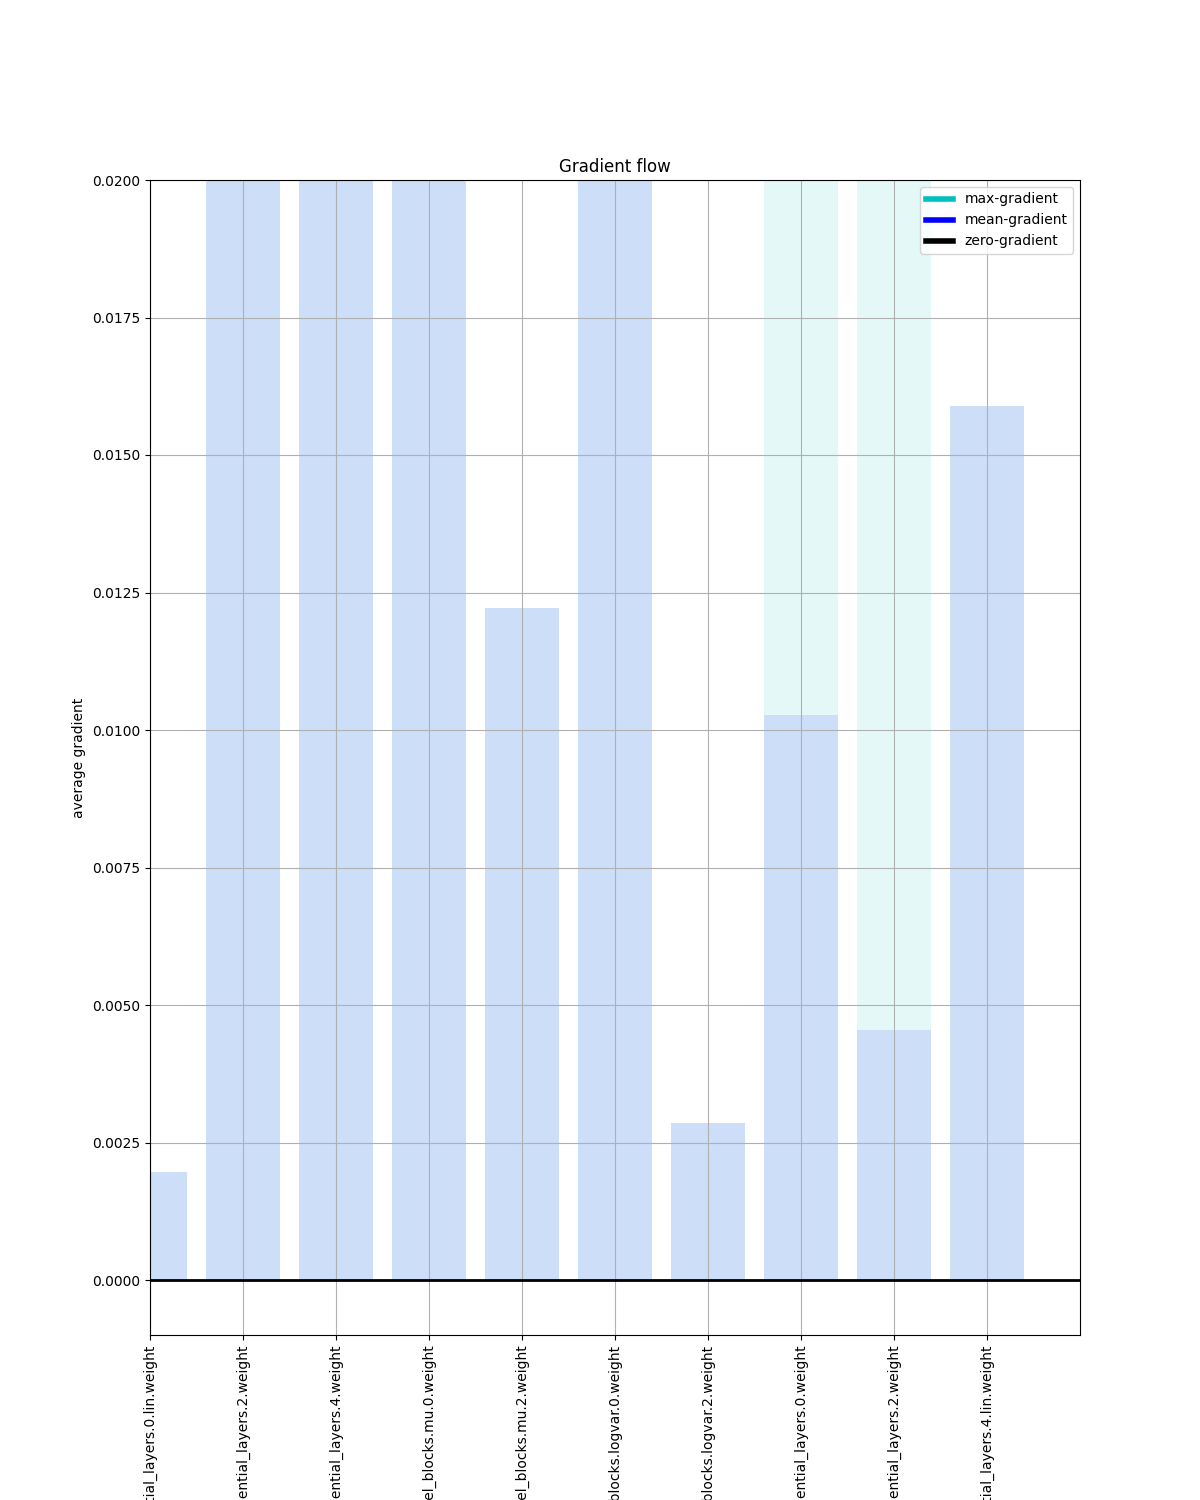 Gradient flow
max-gradient
mean-gradient
zero-gradient
0.0200
0.0175
0.0150
0.0125
0.0100
0.0075
0.0050
0.0025
0.0000
average gradient
tial_layers.0.lin.weight
ential_layers.2.weight
ential_layers.4.weight
el_blocks.mu.0.weight
el_blocks.mu.2.weight
blocks.logvar.0.weight
blocks.logvar.2.weight
ential_layers.0.weight
ential_layers.2.weight
tial_layers.4.lin.weight